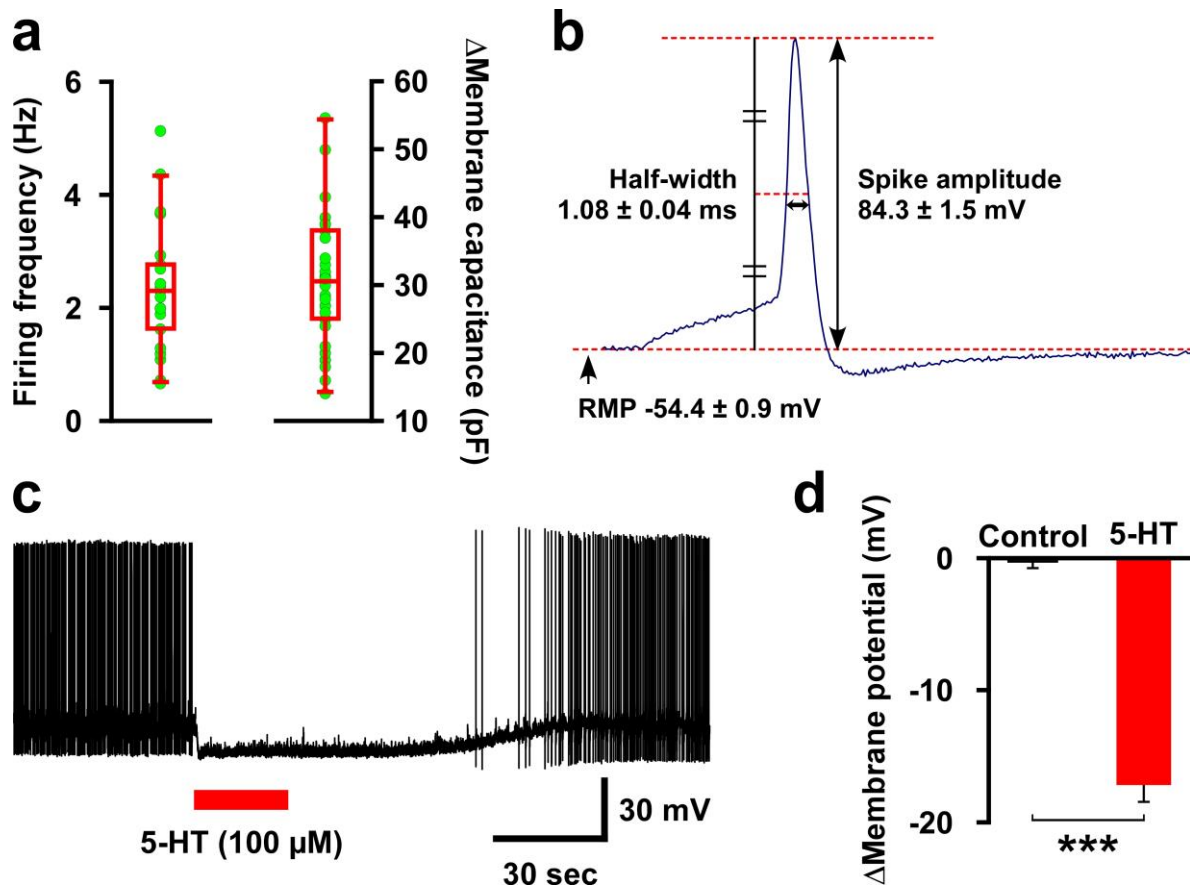 a
Firing frequency (Hz)
6
4
2
0
60
50
40
30
20
10
ΔMembrane capacitance (pF)
b
Half-width
1.08 ± 0.04 ms
Spike amplitude
84.3 ± 1.5 mV
RMP -54.4 ± 0.9 mV
c
5-HT (100 µM)
30 mV
30 sec
d
ΔMembrane potential (mV)
Control 5-HT
0
-10
-20
***